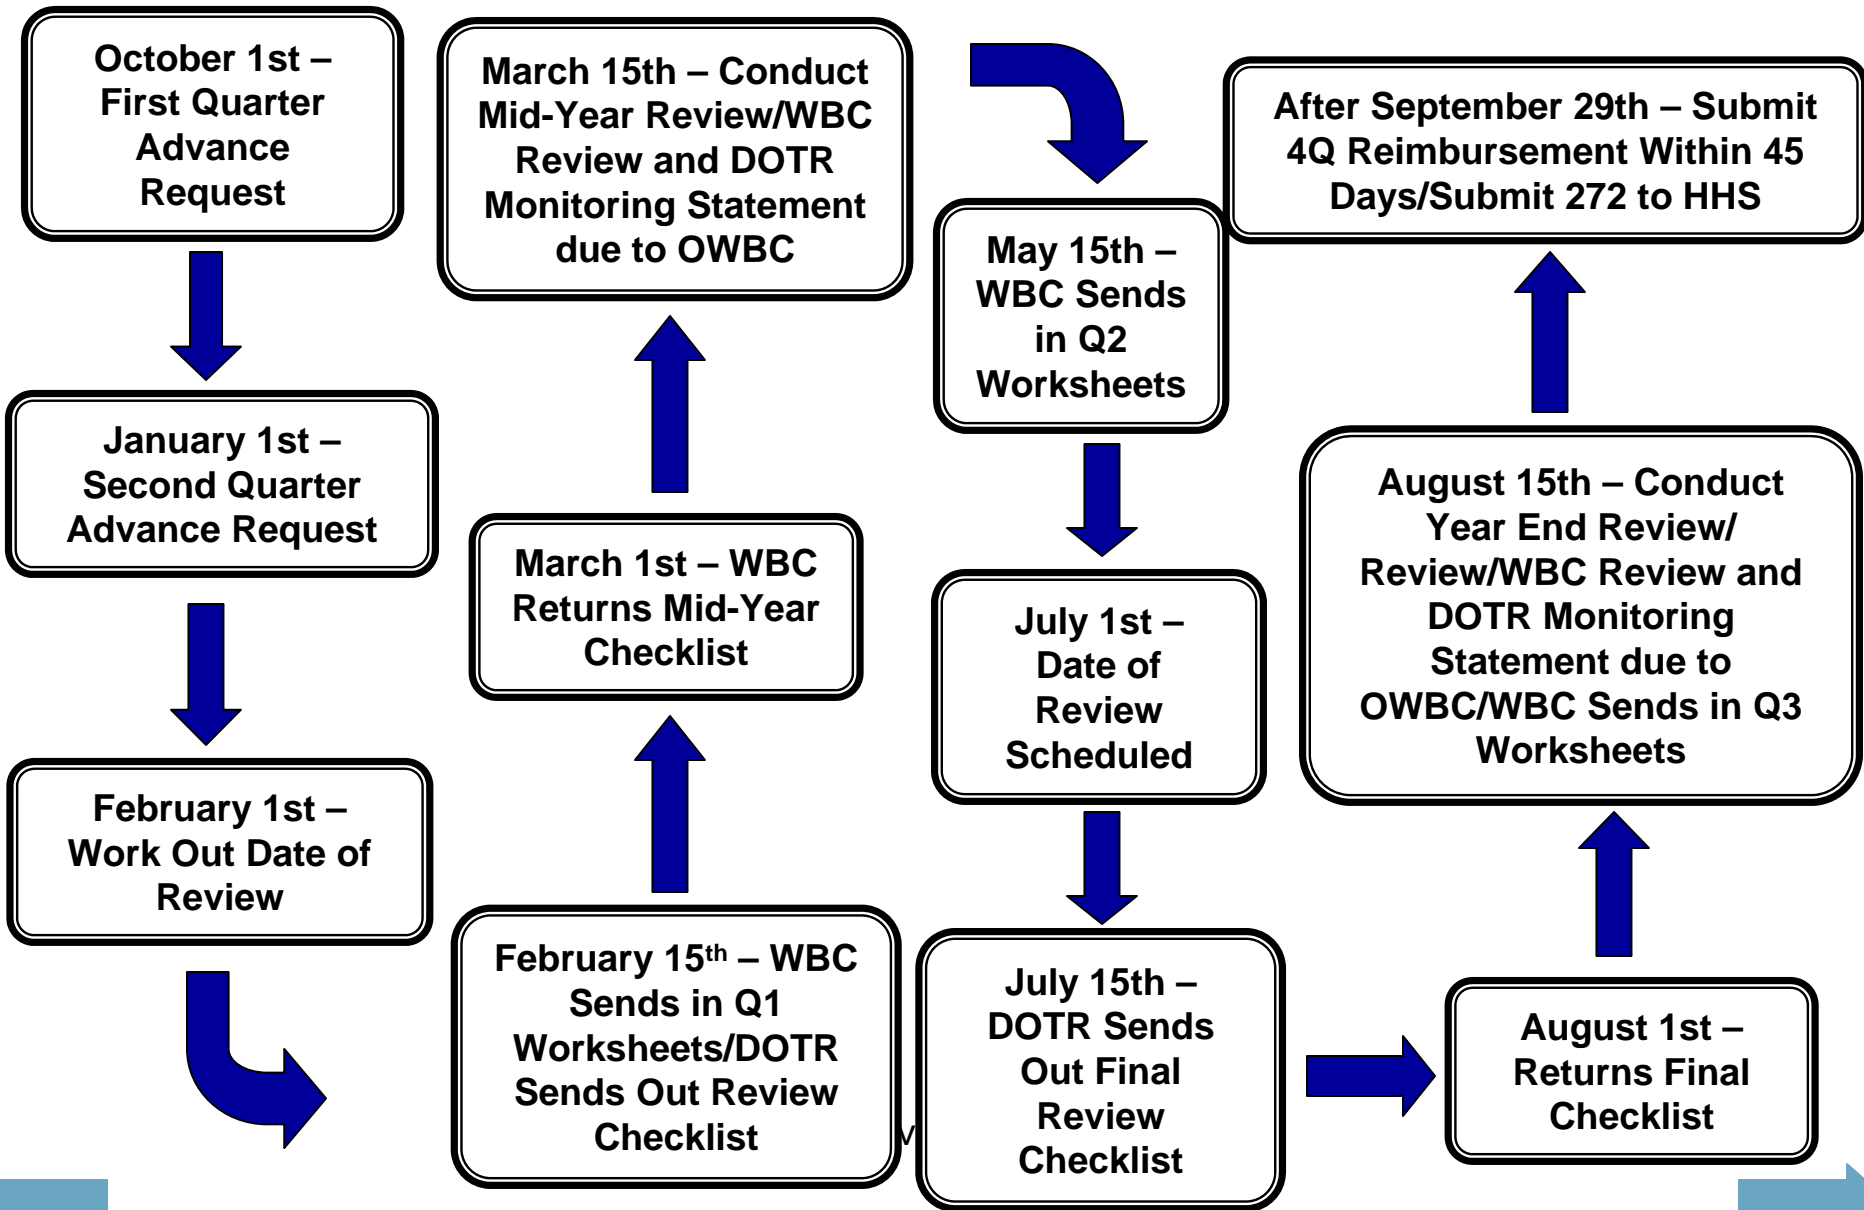 October 1st –
First Quarter
Advance
Request
January 1st –
Second Quarter
Advance Request
February 1st –
Work Out Date of
Review
February 15th – WBC
Sends in Q1
Worksheets/DOTR
Sends Out Review
Checklist
March 1st – WBC
Returns Mid-Year
Checklist
March 15th – Conduct
Mid-Year Review/WBC
Review and DOTR
Monitoring Statement
due to OWBC
May 15th –
WBC Sends
in Q2
Worksheets
July 1st –
Date of
Review
Scheduled
July 15th –
DOTR Sends
Out Final
Review
Checklist
August 1st –
Returns Final
Checklist
August 15th – Conduct
Year End Review/
Review/WBC Review and
DOTR Monitoring
Statement due to
OWBC/WBC Sends in Q3
Worksheets
After September 29th – Submit
4Q Reimbursement Within 45
Days/Submit 272 to HHS